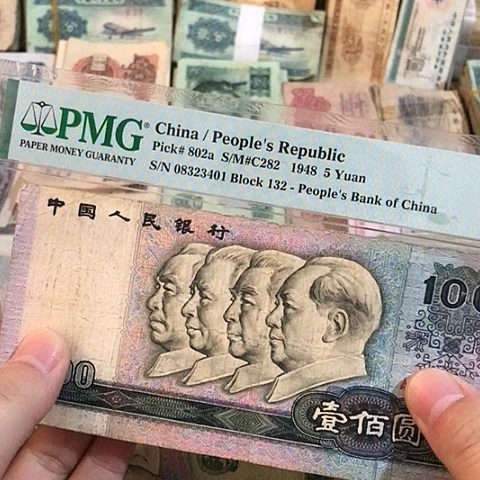 PMG®
PAPER MONEY GUARANTY
China / People's Republic
Pick# 802a S/M#C282 1948 5 Yuan
S/N 08323401 Block 132 - People's Bank of China
中国人民银行
100
00
壹佰圆